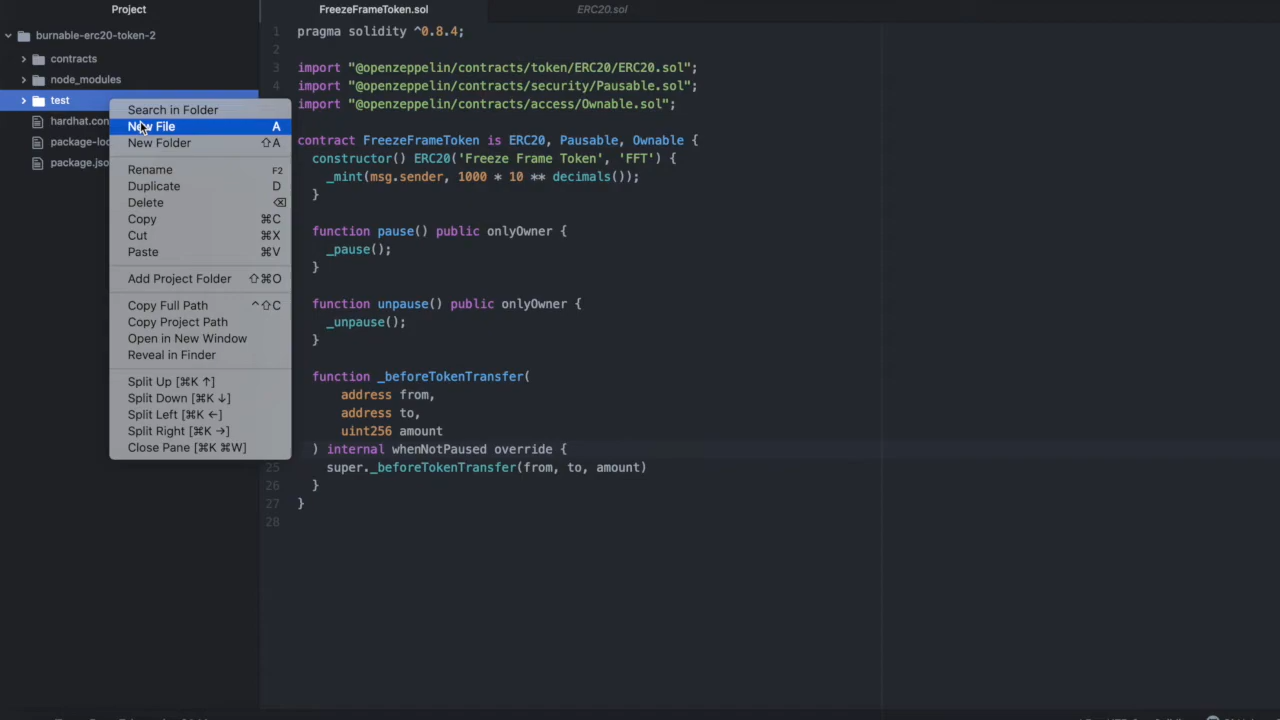 Project
burnable-erc20-token-2
contracts
node_modules
test
hardhat.con
package-loc
package.jso
Search in Folder
New File A
New Folder ⇧A
Rename F2
Duplicate D
Delete ⌫
Copy ⌘C
Cut ⌘X
Paste ⌘V
Add Project Folder ⇧⌘O
Copy Full Path ^⇧C
Copy Project Path
Open in New Window
Reveal in Finder
Split Up [⌘K ↑]
Split Down [⌘K ↓]
Split Left [⌘K ←]
Split Right [⌘K →]
Close Pane [⌘K ⌘W]
FreezeFrameToken.sol
ERC20.sol
1 pragma solidity ^0.8.4;
2
3 import "@openzeppelin/contracts/token/ERC20/ERC20.sol";
4 import "@openzeppelin/contracts/security/Pausable.sol";
import "@openzeppelin/contracts/access/Ownable.sol";
contract FreezeFrameToken is ERC20, Pausable, Ownable {
constructor() ERC20('Freeze Frame Token', 'FFT') {
_mint(msg.sender, 1000 * 10 ** decimals());
}
function pause() public onlyOwner {
_pause();
}
function unpause() public onlyOwner {
_unpause();
}
function _beforeTokenTransfer(
address from,
address to,
uint256 amount
) internal whenNotPaused override {
25 super._beforeTokenTransfer(from, to, amount)
26 }
27 }
28